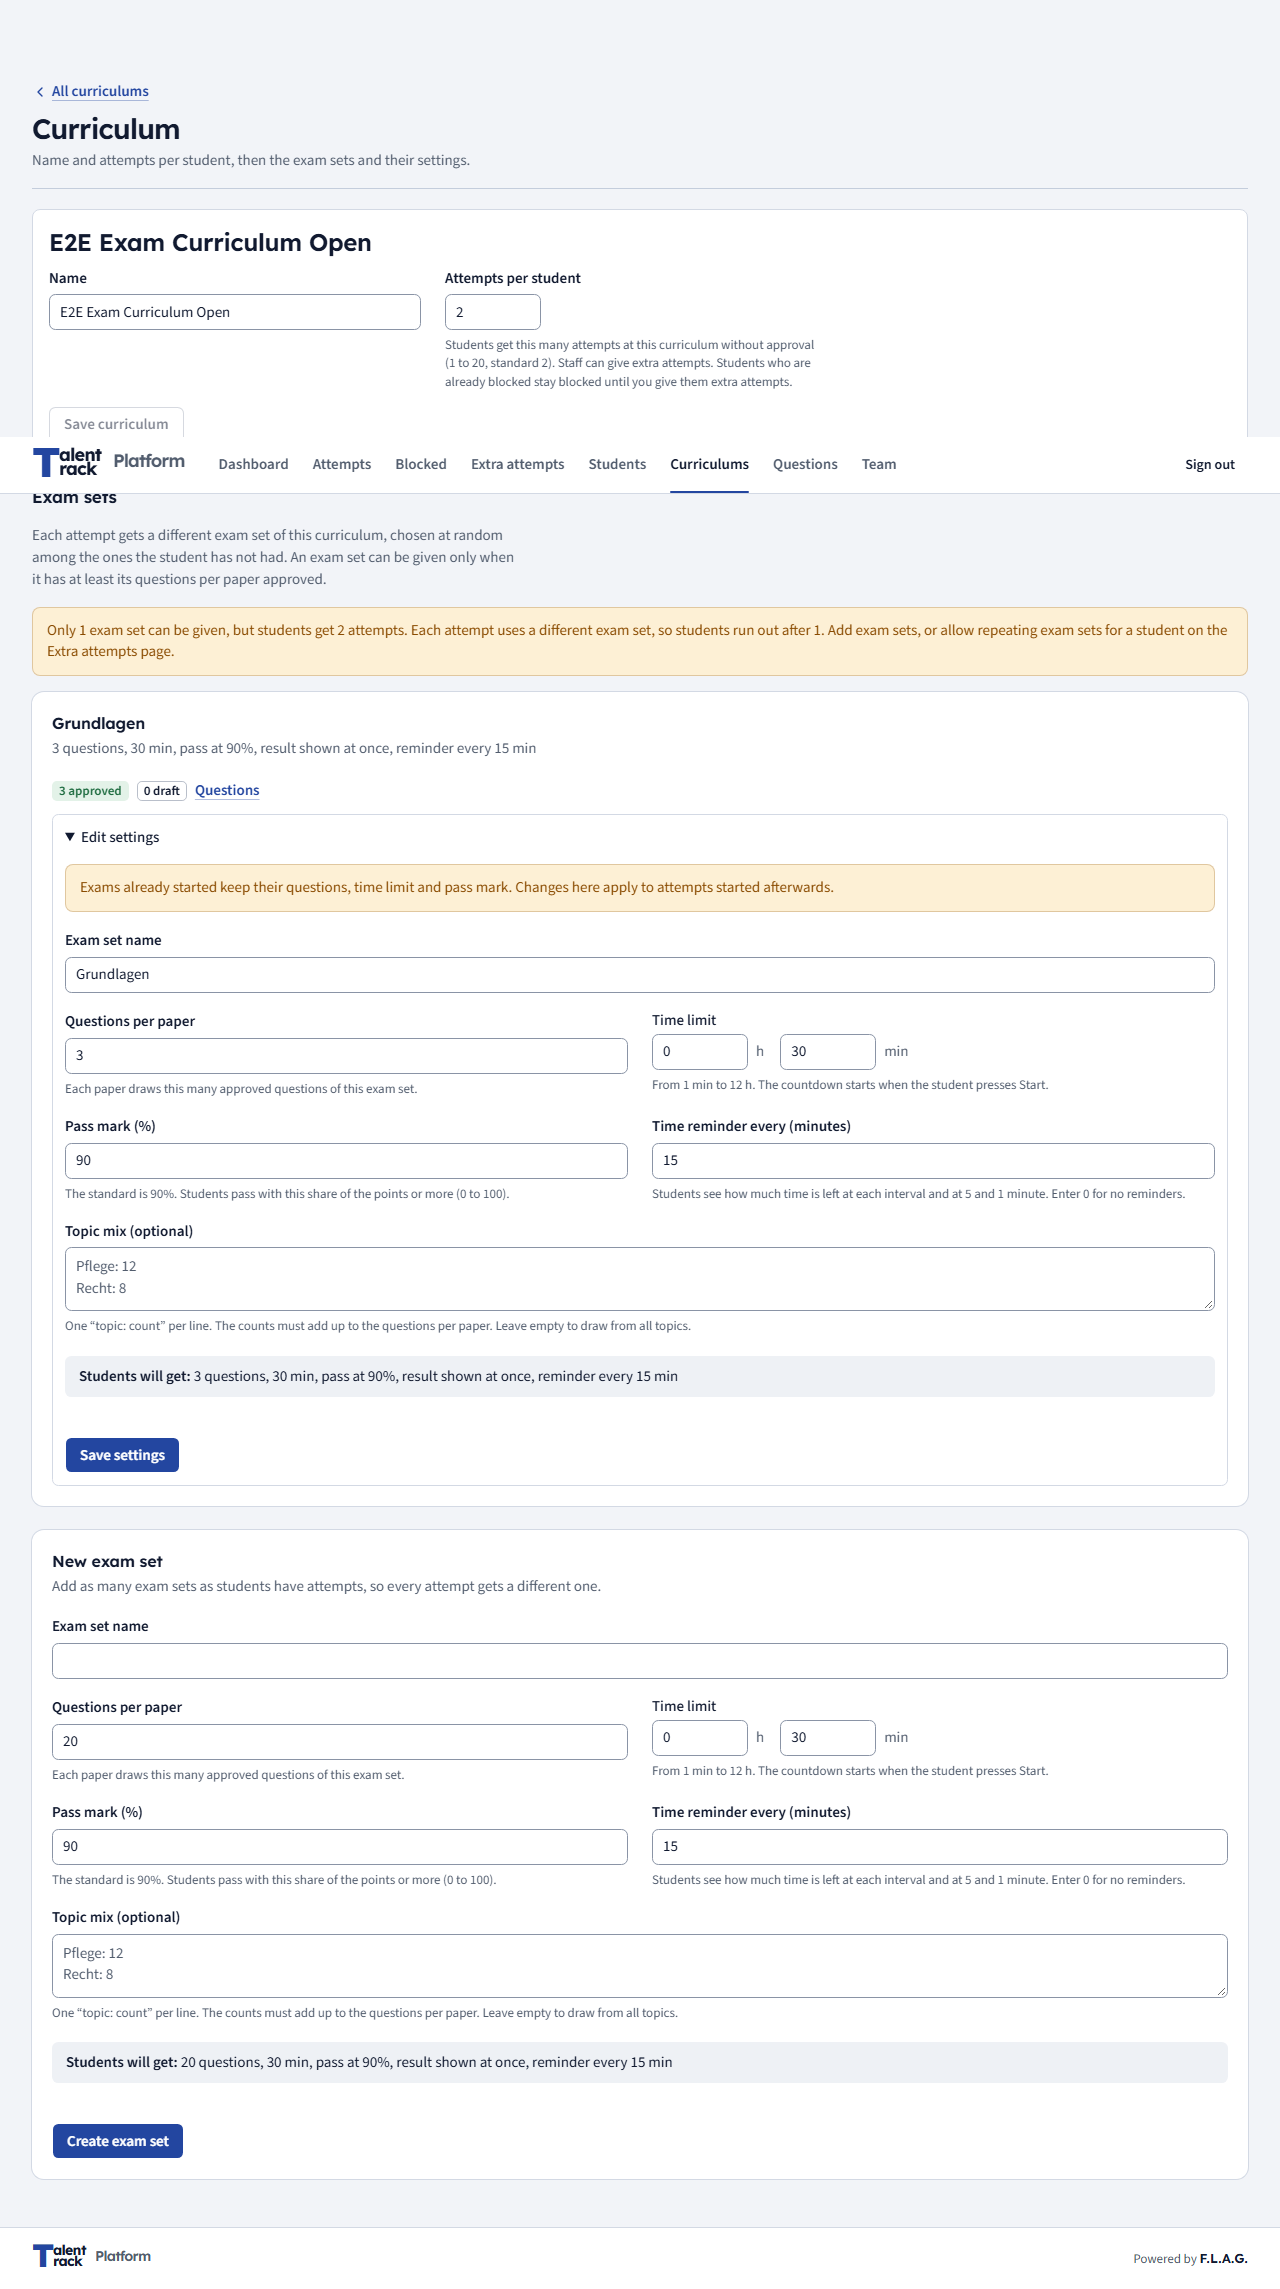 All curriculums
Curriculum
Name and attempts per student, then the exam sets and their settings.
E2E Exam Curriculum Open
Name
Attempts per student
E2E Exam Curriculum Open
2
Students get this many attempts at this curriculum without approval
(1 to 20, standard 2). Staff can give extra attempts. Students who are
already blocked stay blocked until you give them extra attempts.
Save curriculum
Talent Track Platform Dashboard Attempts Blocked Extra attempts Students Curriculums Questions Team Sign out
Exam sets
Each attempt gets a different exam set of this curriculum, chosen at random
among the ones the student has not had. An exam set can be given only when
it has at least its questions per paper approved.
Only 1 exam set can be given, but students get 2 attempts. Each attempt uses a different exam set, so students run out after 1. Add exam sets, or allow repeating exam sets for a student on the
Extra attempts page.
Grundlagen
3 questions, 30 min, pass at 90%, result shown at once, reminder every 15 min
3 approved 0 draft Questions
▼ Edit settings
Exams already started keep their questions, time limit and pass mark. Changes here apply to attempts started afterwards.
Exam set name
Grundlagen
Questions per paper
Time limit
3
0 h 30 min
Each paper draws this many approved questions of this exam set.
From 1 min to 12 h. The countdown starts when the student presses Start.
Pass mark (%)
Time reminder every (minutes)
90
15
The standard is 90%. Students pass with this share of the points or more (0 to 100).
Students see how much time is left at each interval and at 5 and 1 minute. Enter 0 for no reminders.
Topic mix (optional)
Pflege: 12
Recht: 8
One “topic: count” per line. The counts must add up to the questions per paper. Leave empty to draw from all topics.
Students will get: 3 questions, 30 min, pass at 90%, result shown at once, reminder every 15 min
Save settings
New exam set
Add as many exam sets as students have attempts, so every attempt gets a different one.
Exam set name
Questions per paper
Time limit
20
0 h 30 min
Each paper draws this many approved questions of this exam set.
From 1 min to 12 h. The countdown starts when the student presses Start.
Pass mark (%)
Time reminder every (minutes)
90
15
The standard is 90%. Students pass with this share of the points or more (0 to 100).
Students see how much time is left at each interval and at 5 and 1 minute. Enter 0 for no reminders.
Topic mix (optional)
Pflege: 12
Recht: 8
One “topic: count” per line. The counts must add up to the questions per paper. Leave empty to draw from all topics.
Students will get: 20 questions, 30 min, pass at 90%, result shown at once, reminder every 15 min
Create exam set
Talent Track Platform
Powered by F.L.A.G.